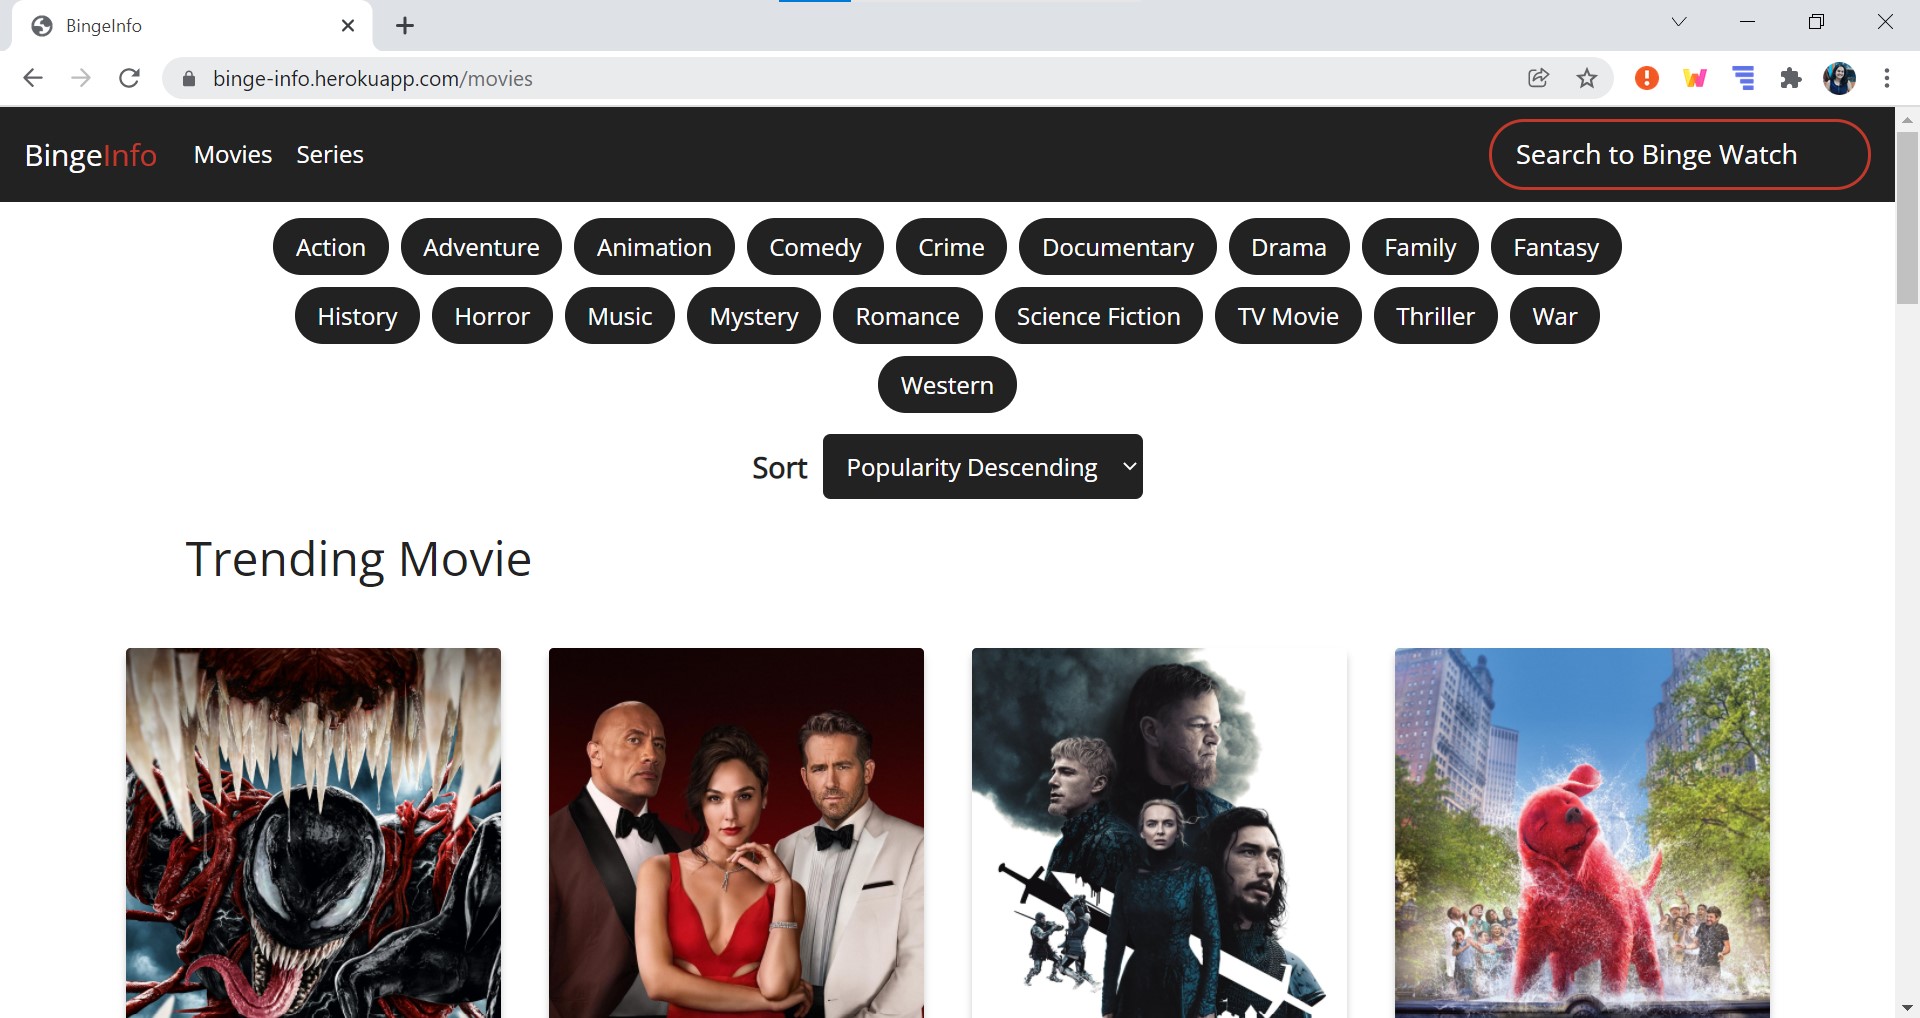 BingeInfo
binge-info.herokuapp.com/movies
BingeInfo Movies Series Search to Binge Watch
Action Adventure Animation Comedy Crime Documentary Drama Family Fantasy
History Horror Music Mystery Romance Science Fiction TV Movie Thriller War
Western
Sort Popularity Descending
Trending Movie